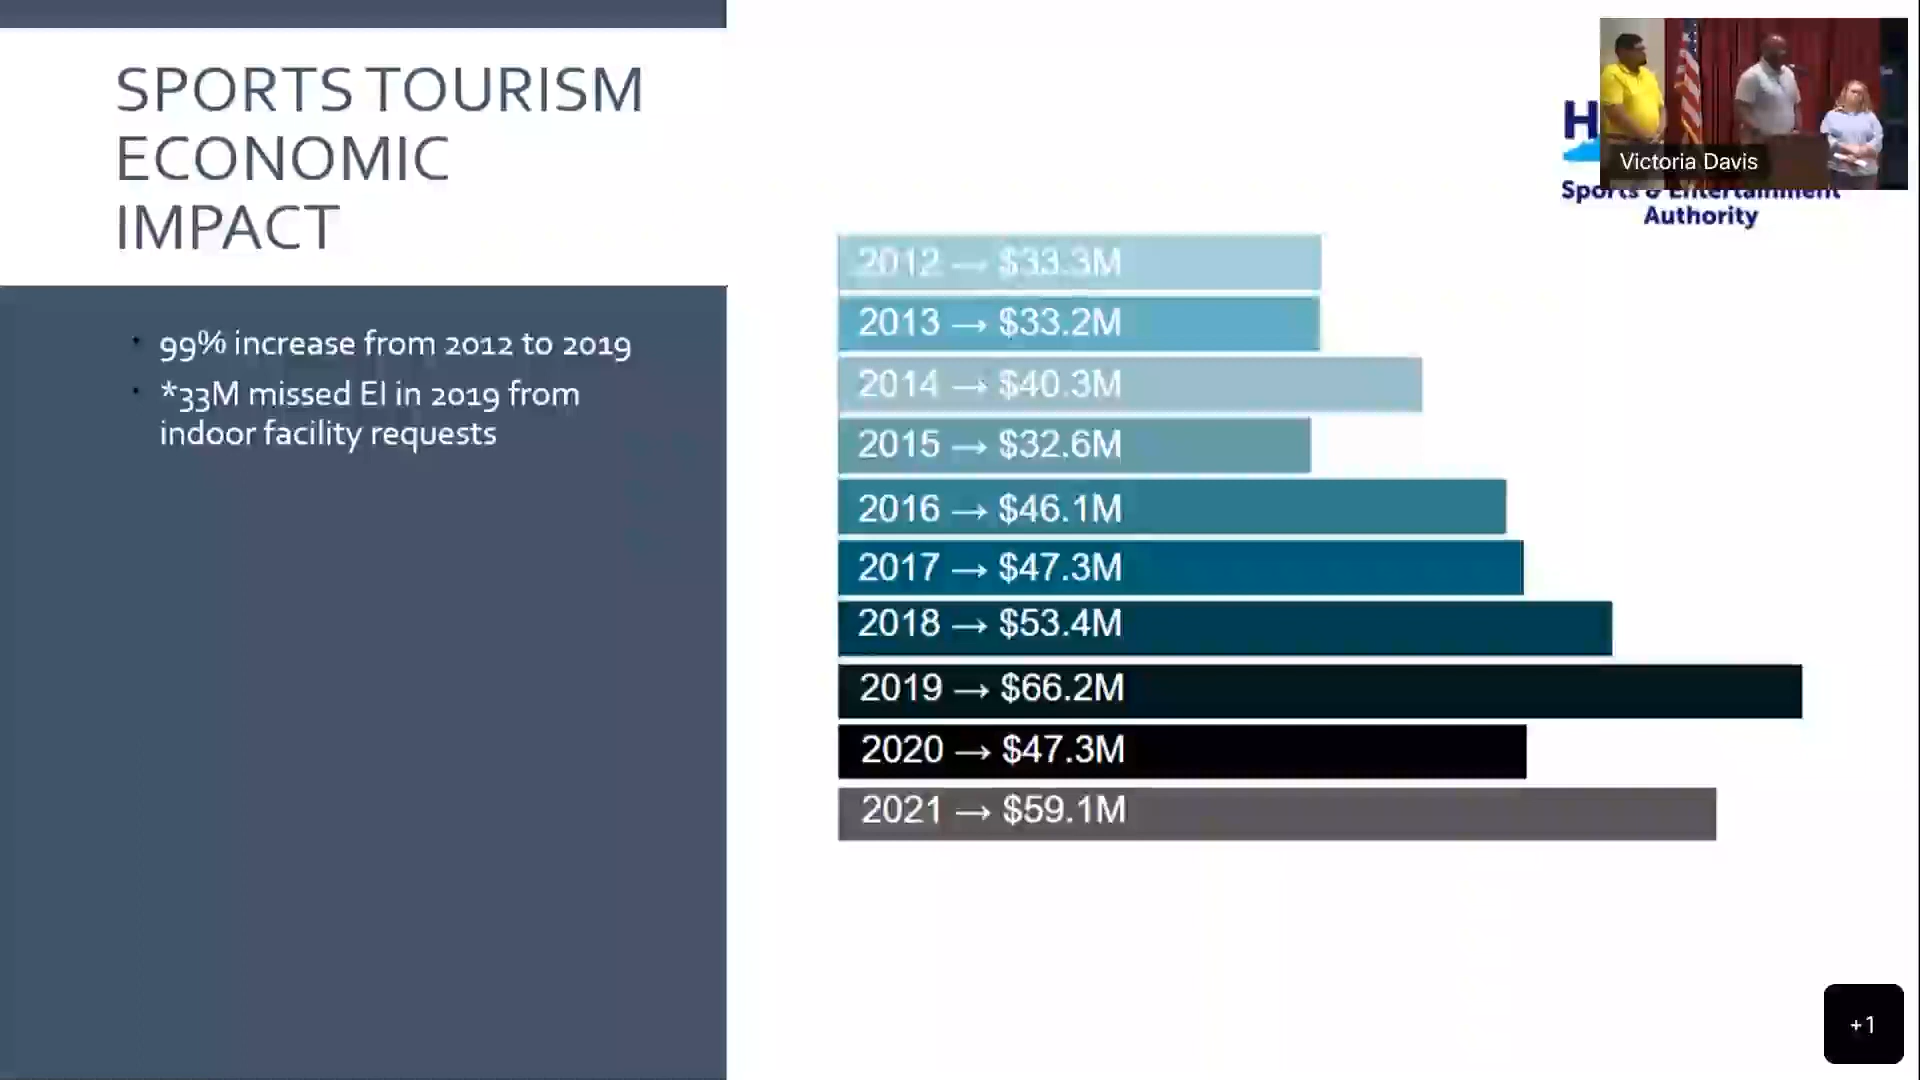 SPORTS TOURISM
ECONOMIC
IMPACT
99% increase from 2012 to 2019
*33M missed EI in 2019 from
indoor facility requests
H
Victoria Davis
Sports & Entertainment
Authority
2012 → $33.3M
2013 → $33.2M
2014 → $40.3M
2015 → $32.6M
2016 → $46.1M
2017 → $47.3M
2018 → $53.4M
2019 → $66.2M
2020 → $47.3M
2021 → $59.1M
+1